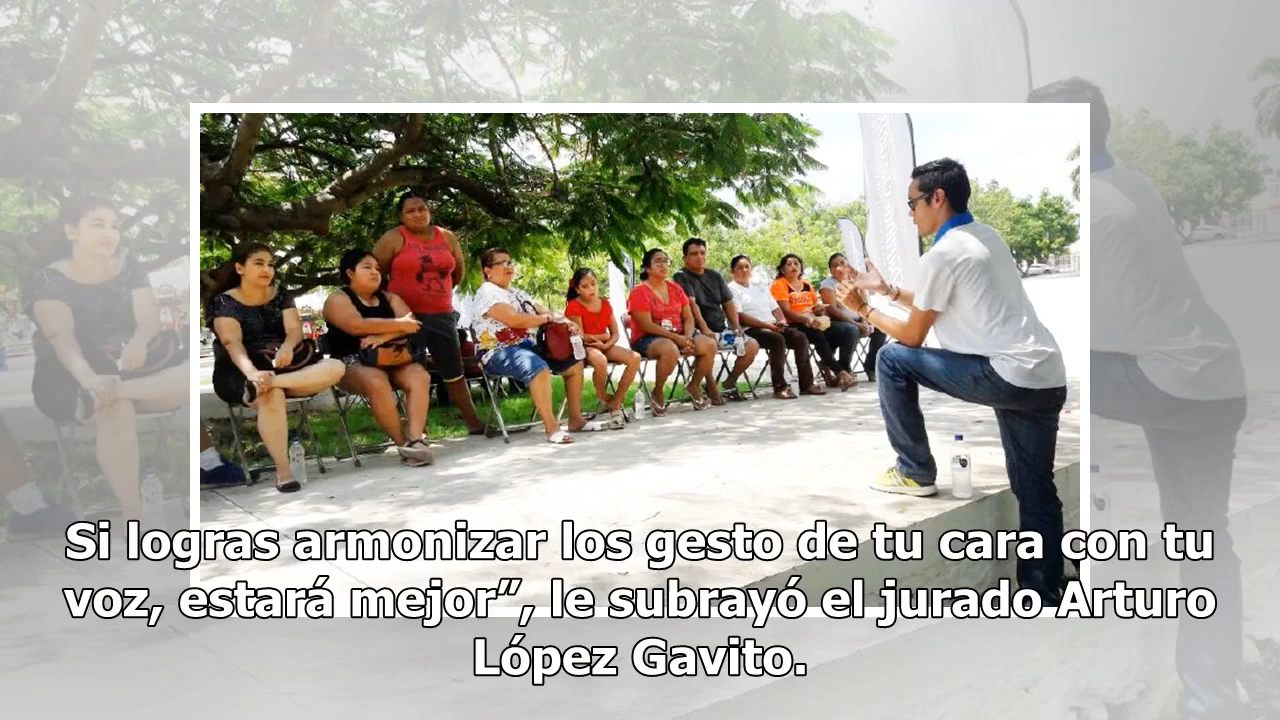 Si logras armonizar los gesto de tu cara con tu
voz, estará mejor”, le subrayó el jurado Arturo
López Gavito.